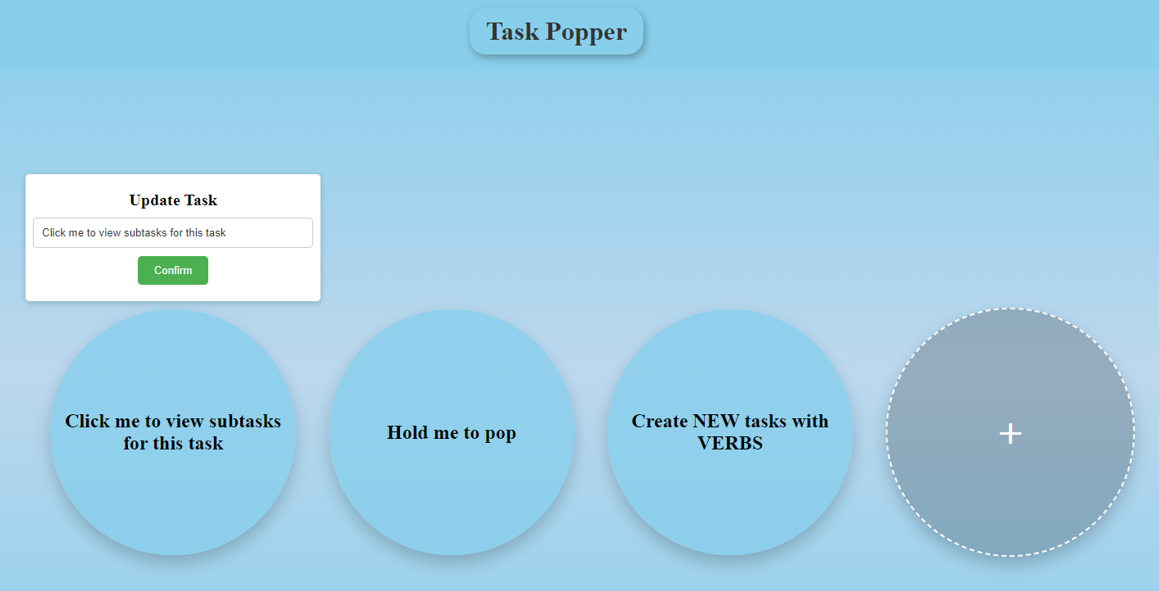 Task Popper
Update Task
Click me to view subtasks for this task
Confirm
Click me to view subtasks
for this task
Hold me to pop
Create NEW tasks with
VERBS
+